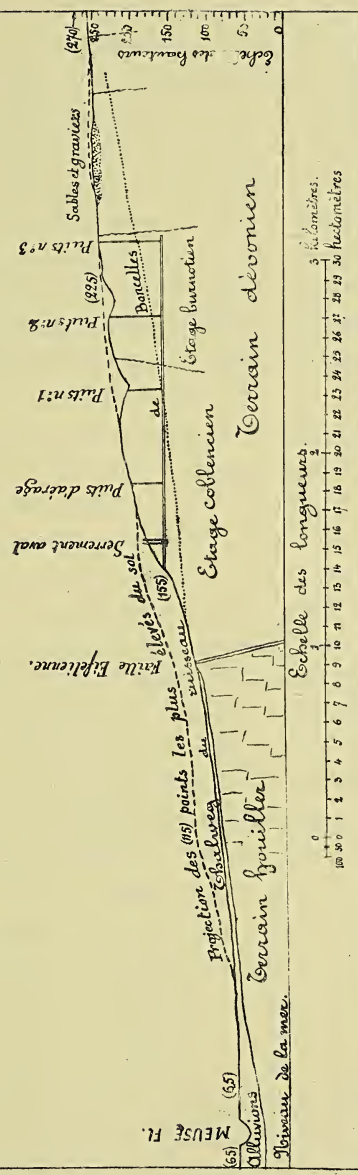 MEUSE Fl.
Faille Eifelienne.
Serrement aval
Puits d'aérage
Puits n° 1
Puits n° 2
Puits n° 3
Sables et graviers
(65)
(65)
(115)
(155)
(225)
(270)
Projection des points les plus élevés du sol
Thalweg du ruisseau de Boncelles
Alluvions
Terrain houiller
Etage coblencien
Etage burnotien
Terrain dévonien
Niveau de la mer.
Echelle des hauteurs
250
200
150
100
50
0
Echelle des longueurs.
0 1 2 3 kilomètres.
100 50 0 1 2 3 4 5 6 7 8 9 10 11 12 13 14 15 16 17 18 19 20 21 22 23 24 25 26 27 28 29 30 hectomètres